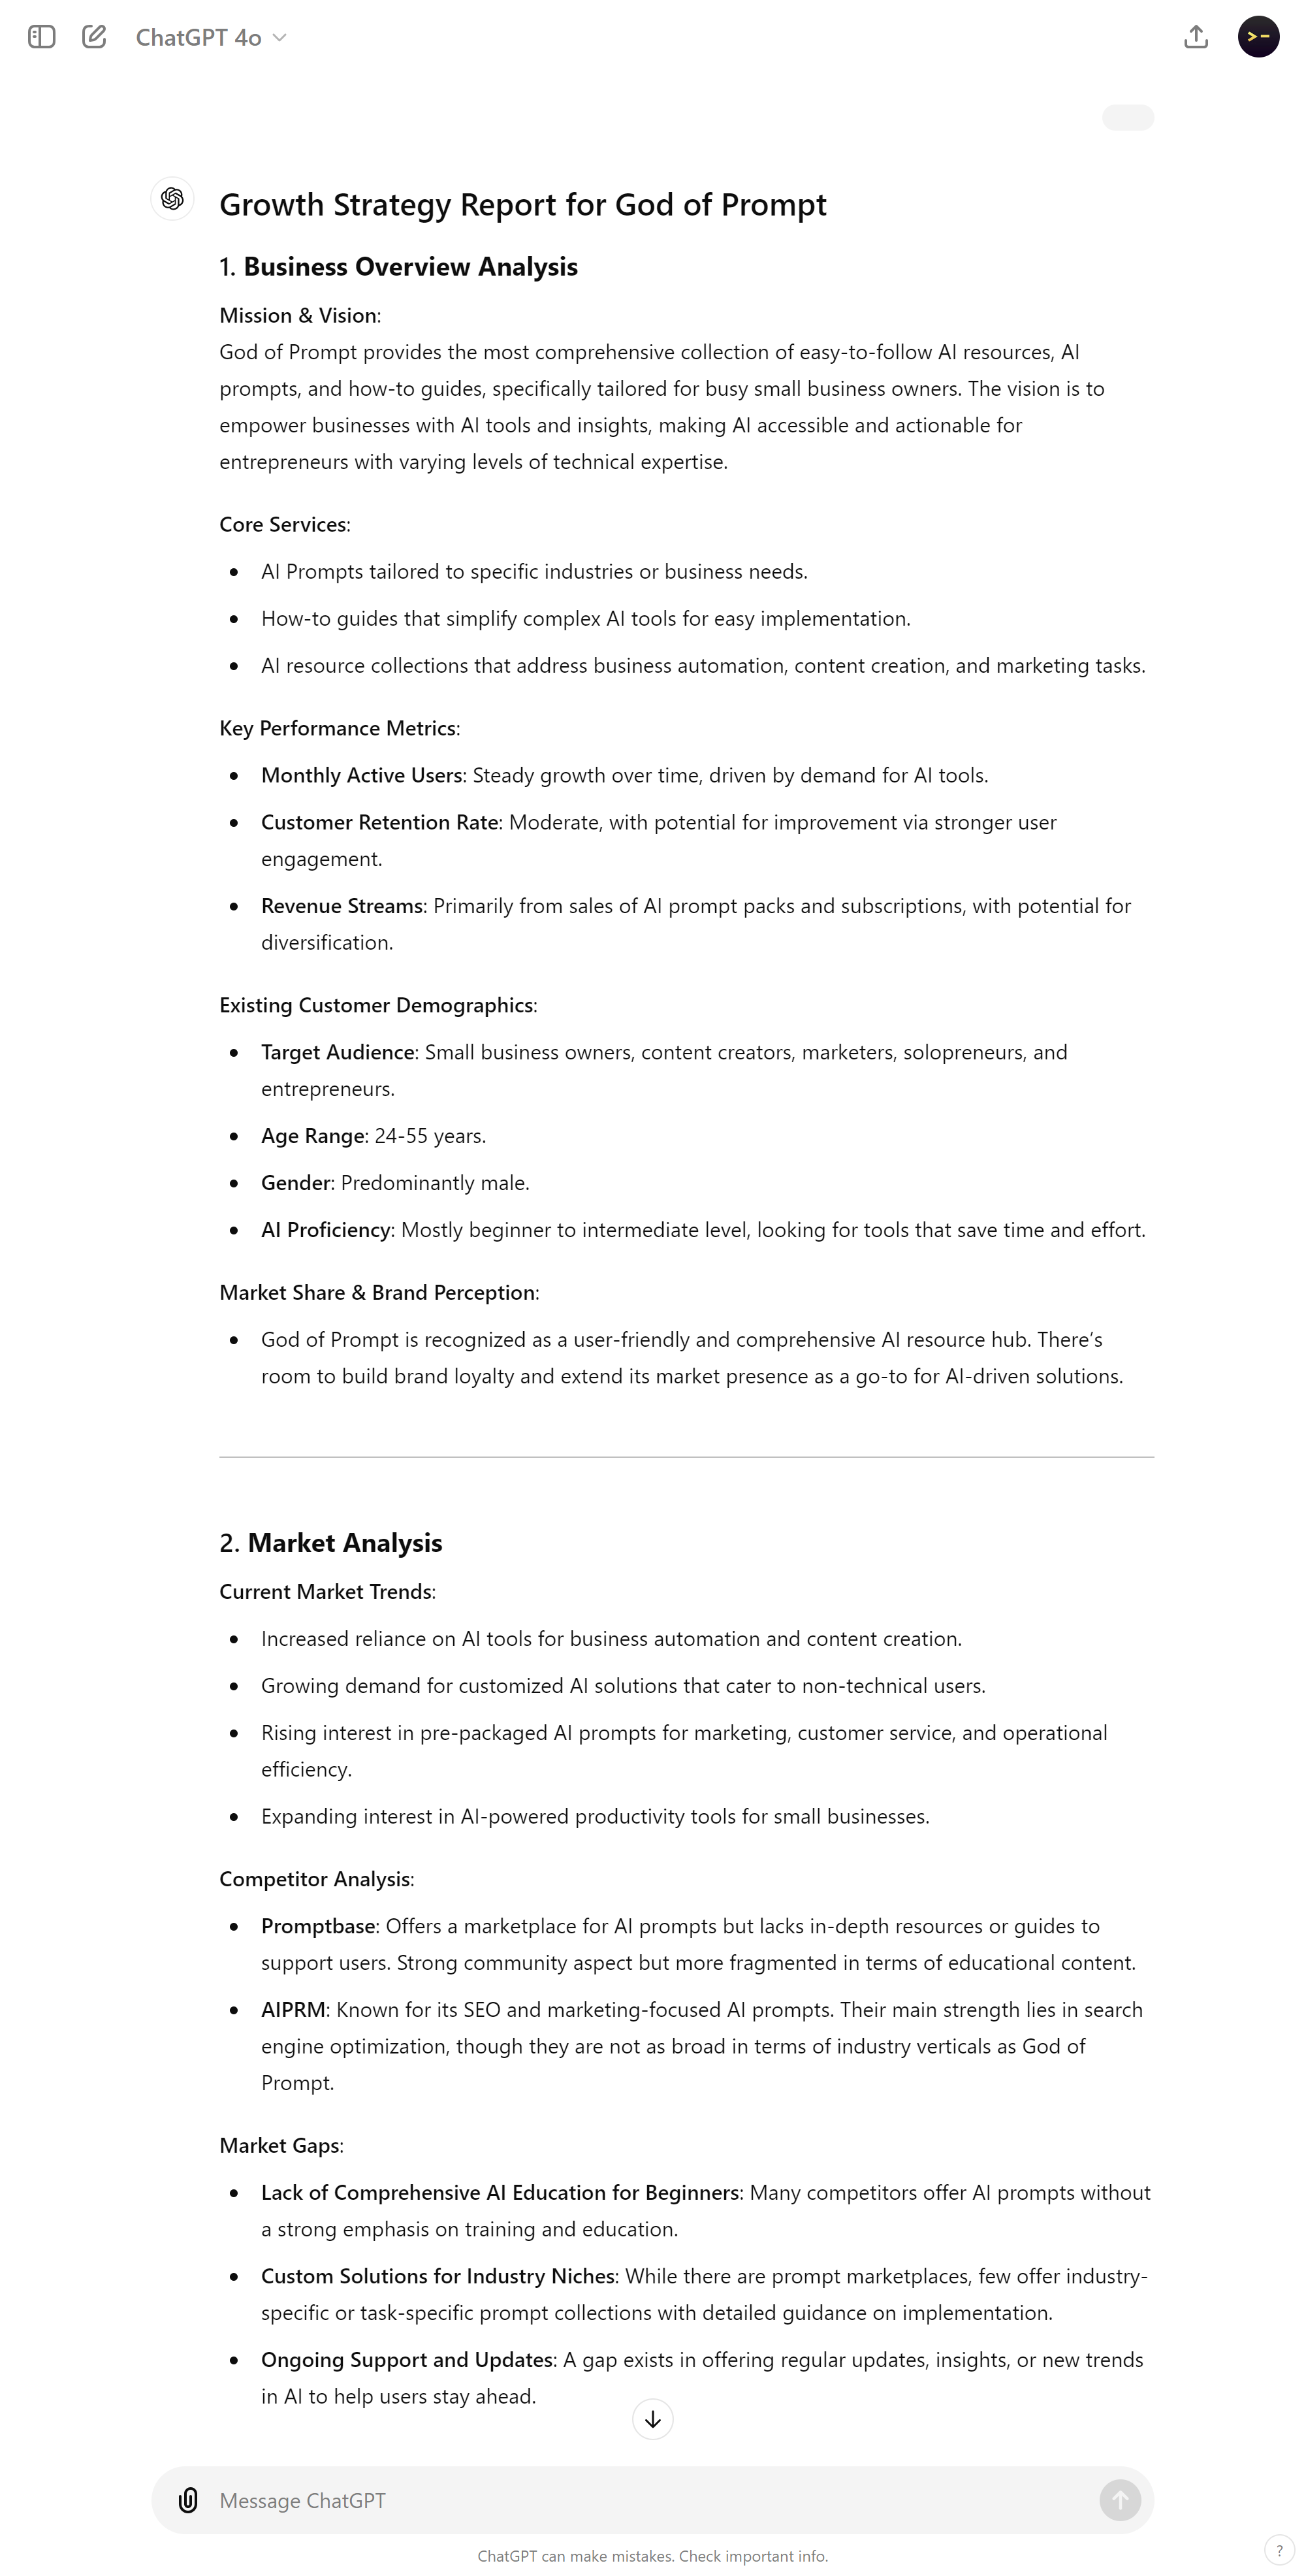 ChatGPT 4o
Growth Strategy Report for God of Prompt
1. Business Overview Analysis
Mission & Vision:
God of Prompt provides the most comprehensive collection of easy-to-follow AI resources, AI
prompts, and how-to guides, specifically tailored for busy small business owners. The vision is to
empower businesses with AI tools and insights, making AI accessible and actionable for
entrepreneurs with varying levels of technical expertise.
Core Services:
• AI Prompts tailored to specific industries or business needs.
• How-to guides that simplify complex AI tools for easy implementation.
• AI resource collections that address business automation, content creation, and marketing tasks.
Key Performance Metrics:
• Monthly Active Users: Steady growth over time, driven by demand for AI tools.
• Customer Retention Rate: Moderate, with potential for improvement via stronger user
engagement.
• Revenue Streams: Primarily from sales of AI prompt packs and subscriptions, with potential for
diversification.
Existing Customer Demographics:
• Target Audience: Small business owners, content creators, marketers, solopreneurs, and
entrepreneurs.
• Age Range: 24-55 years.
• Gender: Predominantly male.
• AI Proficiency: Mostly beginner to intermediate level, looking for tools that save time and effort.
Market Share & Brand Perception:
• God of Prompt is recognized as a user-friendly and comprehensive AI resource hub. There’s
room to build brand loyalty and extend its market presence as a go-to for AI-driven solutions.
2. Market Analysis
Current Market Trends:
• Increased reliance on AI tools for business automation and content creation.
• Growing demand for customized AI solutions that cater to non-technical users.
• Rising interest in pre-packaged AI prompts for marketing, customer service, and operational
efficiency.
• Expanding interest in AI-powered productivity tools for small businesses.
Competitor Analysis:
• Promptbase: Offers a marketplace for AI prompts but lacks in-depth resources or guides to
support users. Strong community aspect but more fragmented in terms of educational content.
• AIPRM: Known for its SEO and marketing-focused AI prompts. Their main strength lies in search
engine optimization, though they are not as broad in terms of industry verticals as God of
Prompt.
Market Gaps:
• Lack of Comprehensive AI Education for Beginners: Many competitors offer AI prompts without
a strong emphasis on training and education.
• Custom Solutions for Industry Niches: While there are prompt marketplaces, few offer industry-
specific or task-specific prompt collections with detailed guidance on implementation.
• Ongoing Support and Updates: A gap exists in offering regular updates, insights, or new trends
in AI to help users stay ahead.
Message ChatGPT
ChatGPT can make mistakes. Check important info.
?